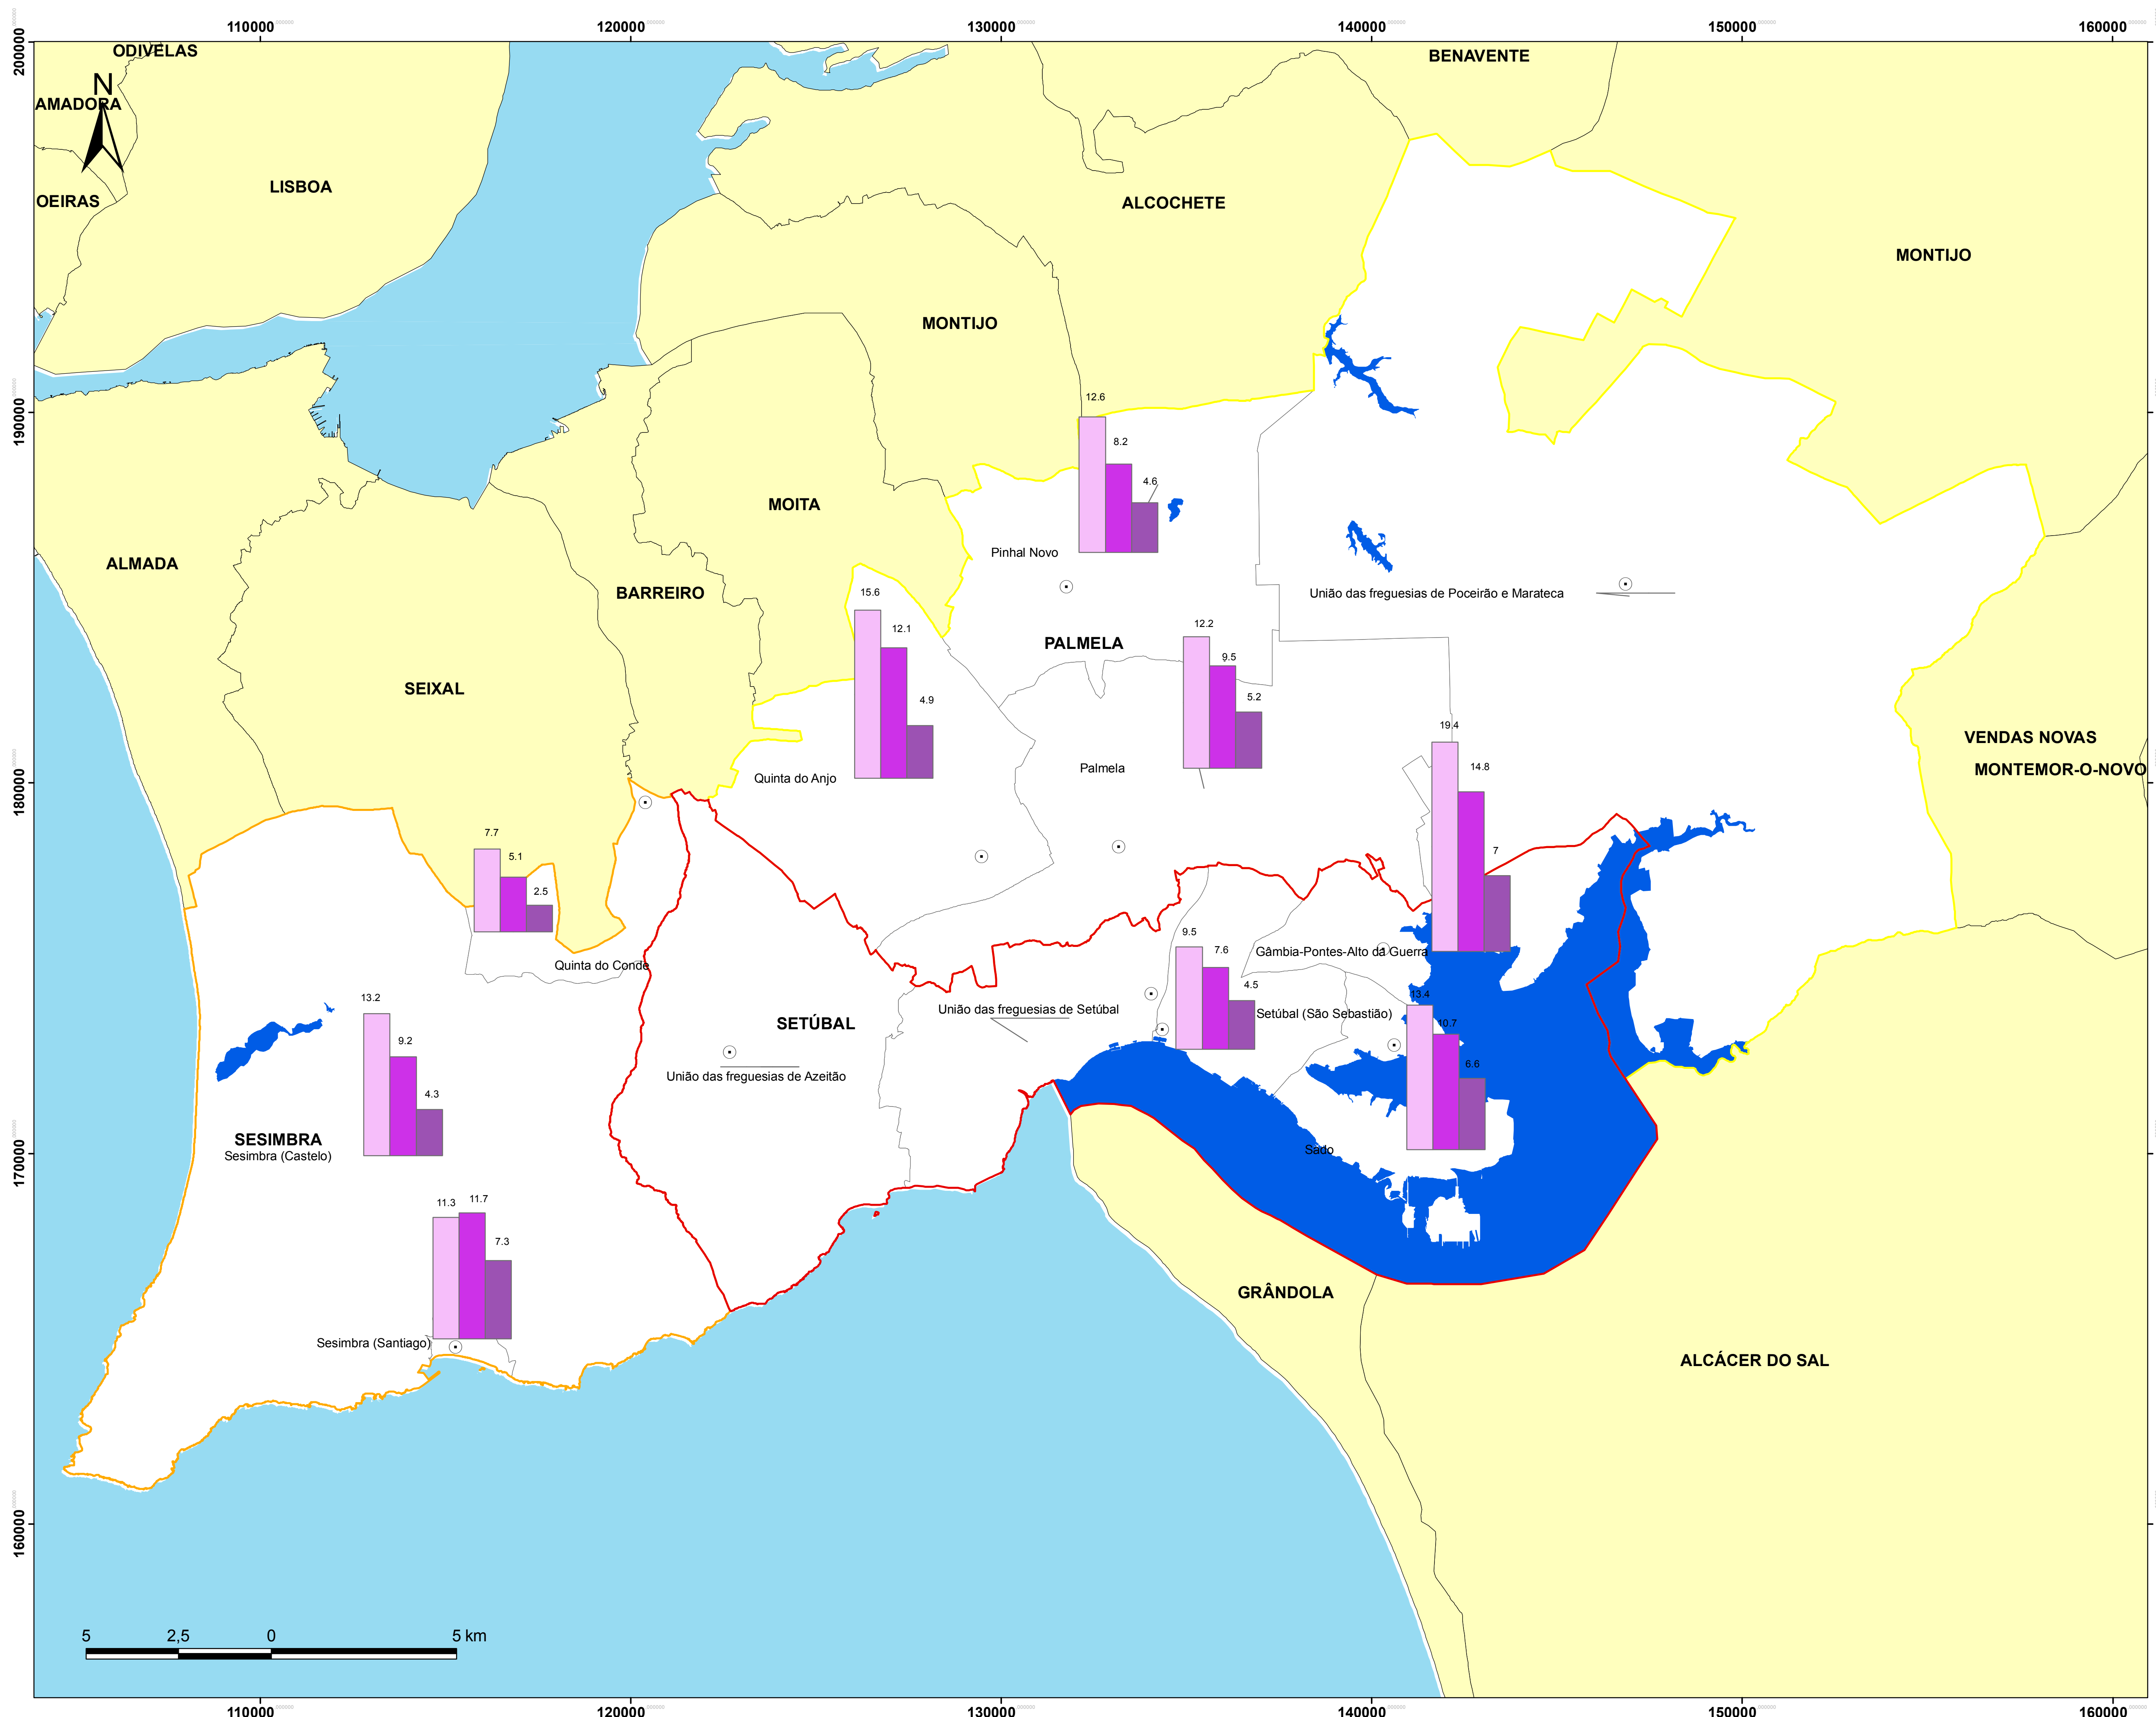 110000
120000
130000
140000
150000
160000
200000
190000
180000
170000
160000
ODIVELAS
BENAVENTE
N
AMADORA
LISBOA
OEIRAS
ALCOCHETE
MONTIJO
MONTIJO
12.6
8.2
4.6
MOITA
Pinhal Novo
ALMADA
BARREIRO
15.6
12.1
4.9
União das freguesias de Poceirão e Marateca
PALMELA
12.2
9.5
5.2
SEIXAL
19.4
14.8
7
VENDAS NOVAS
MONTEMOR-O-NOVO
Quinta do Anjo
Palmela
7.7
5.1
2.5
Quinta do Conde
9.5
7.6
4.5
Gâmbia-Pontes-Alto da Guerra
13.2
9.2
4.3
SETÚBAL
União das freguesias de Setúbal
Setúbal (São Sebastião)
13.4
10.7
6.6
União das freguesias de Azeitão
SESIMBRA
Sesimbra (Castelo)
Sado
11.3
11.7
7.3
Sesimbra (Santiago)
GRÂNDOLA
ALCÁCER DO SAL
5 2,5 0 5 km
110000
120000
130000
140000
150000
160000